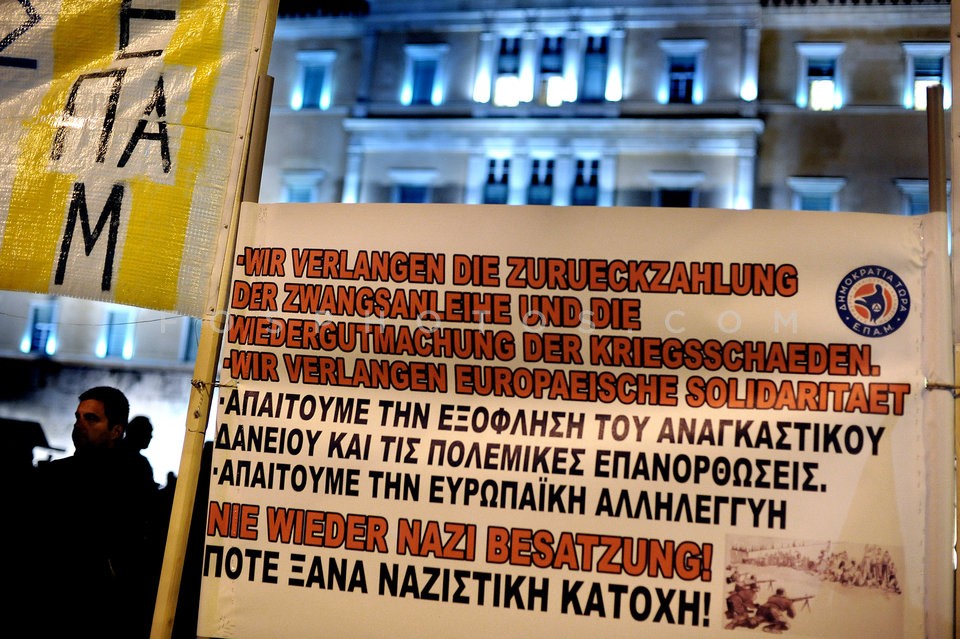 Σ
Ε
ΠΑ
Μ
·WIR VERLANGEN DIE ZURUECKZAHLUNG
DER ZWANGSANLEIHE UND DIE
WIEDERGUTMACHUNG DER KRIEGSSCHAEDEN.
·WIR VERLANGEN EUROPAEISCHE SOLIDARITAET
·ΑΠΑΙΤΟΥΜΕ ΤΗΝ ΕΞΟΦΛΗΣΗ ΤΟΥ ΑΝΑΓΚΑΣΤΙΚΟΥ
ΔΑΝΕΙΟΥ ΚΑΙ ΤΙΣ ΠΟΛΕΜΙΚΕΣ ΕΠΑΝΟΡΘΩΣΕΙΣ.
·ΑΠΑΙΤΟΥΜΕ ΤΗΝ ΕΥΡΩΠΑΪΚΗ ΑΛΛΗΛΕΓΓΥΗ
NIE WIEDER NAZI BESATZUNG!
ΠΟΤΕ ΞΑΝΑ ΝΑΖΙΣΤΙΚΗ ΚΑΤΟΧΗ!
ΔΗΜΟΚΡΑΤΙΑ ΤΩΡΑ
Ε.ΠΑ.Μ.